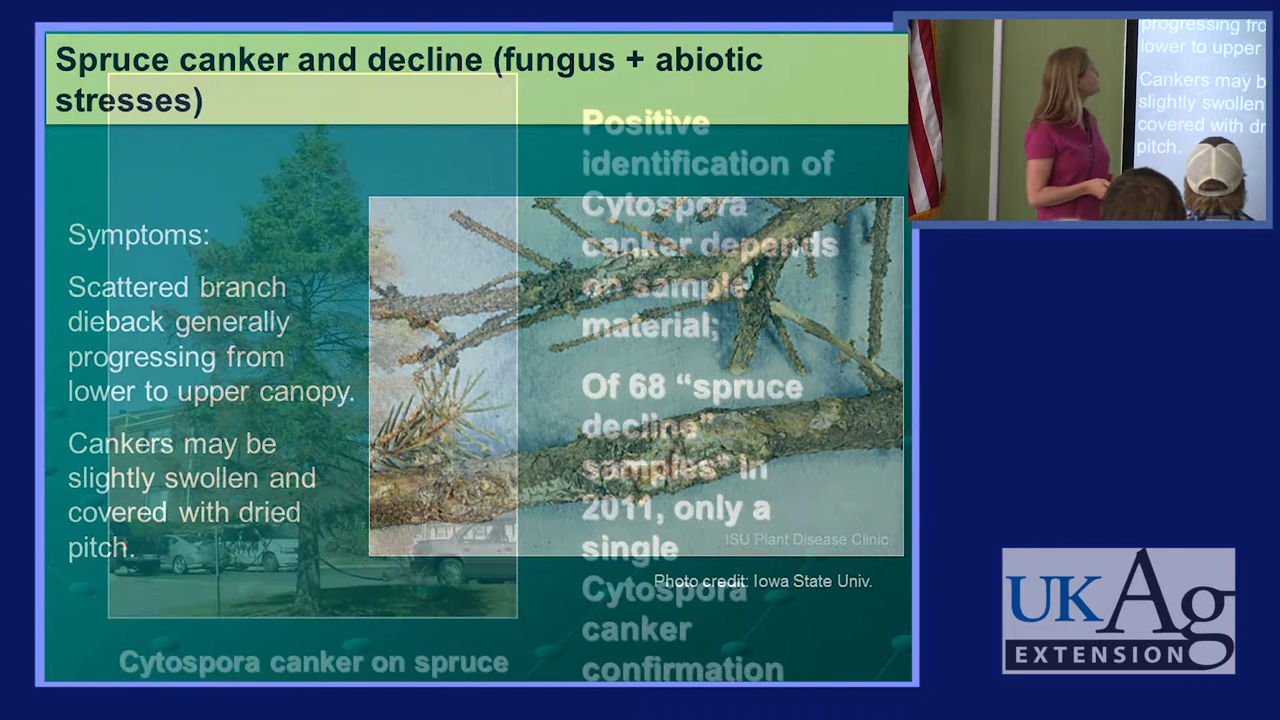 Spruce canker and decline (fungus + abiotic
stresses)
Symptoms:
Scattered branch
dieback generally
progressing from
lower to upper canopy.
Cankers may be
slightly swollen and
covered with dried
pitch.
Positive
identification of
Cytospora
canker depends
on sample
material;
Of 68 “spruce
decline”
samples” in
2011, only a
single
Cytospora
canker
confirmation
ISU Plant Disease Clinic
Photo credit: Iowa State Univ.
Cytospora canker on spruce
progressing fro
lower to upper
Cankers may b
slightly swollen
covered with dr
pitch.
UKAg
EXTENSION